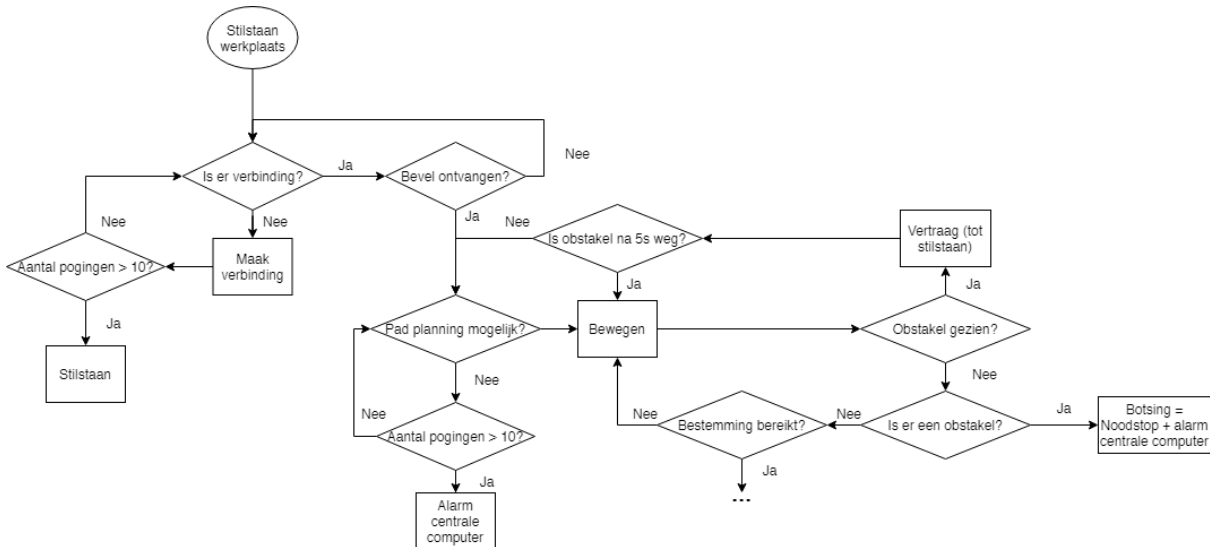 Stilstaan
werkplaats
Nee
Is er verbinding?
Ja
Bevel ontvangen?
Nee
Nee
Ja
Nee
Is obstakel na 5s weg?
Vertraag (tot
stilstaan)
Aantal pogingen > 10?
Maak
verbinding
Ja
Ja
Ja
Stilstaan
Pad planning mogelijk?
Bewegen
Obstakel gezien?
Nee
Nee
Nee
Aantal pogingen > 10?
Nee
Bestemming bereikt?
Nee
Is er een obstakel?
Ja
Botsing =
Noodstop + alarm
centrale computer
Ja
Ja
...
Alarm
centrale
computer